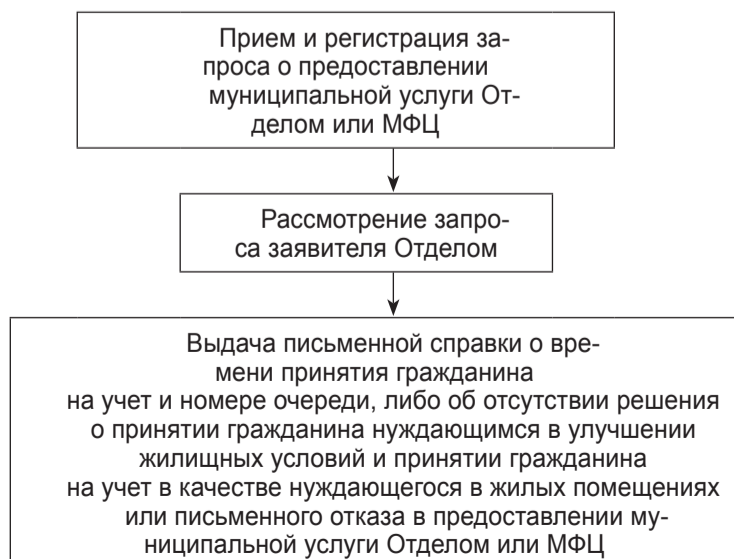 Прием и регистрация за-
проса о предоставлении
муниципальной услуги От-
делом или МФЦ
Рассмотрение запро-
са заявителя Отделом
Выдача письменной справки о вре-
мени принятия гражданина
на учет и номере очереди, либо об отсутствии решения
о принятии гражданина нуждающимся в улучшении
жилищных условий и принятии гражданина
на учет в качестве нуждающегося в жилых помещениях
или письменного отказа в предоставлении му-
ниципальной услуги Отделом или МФЦ